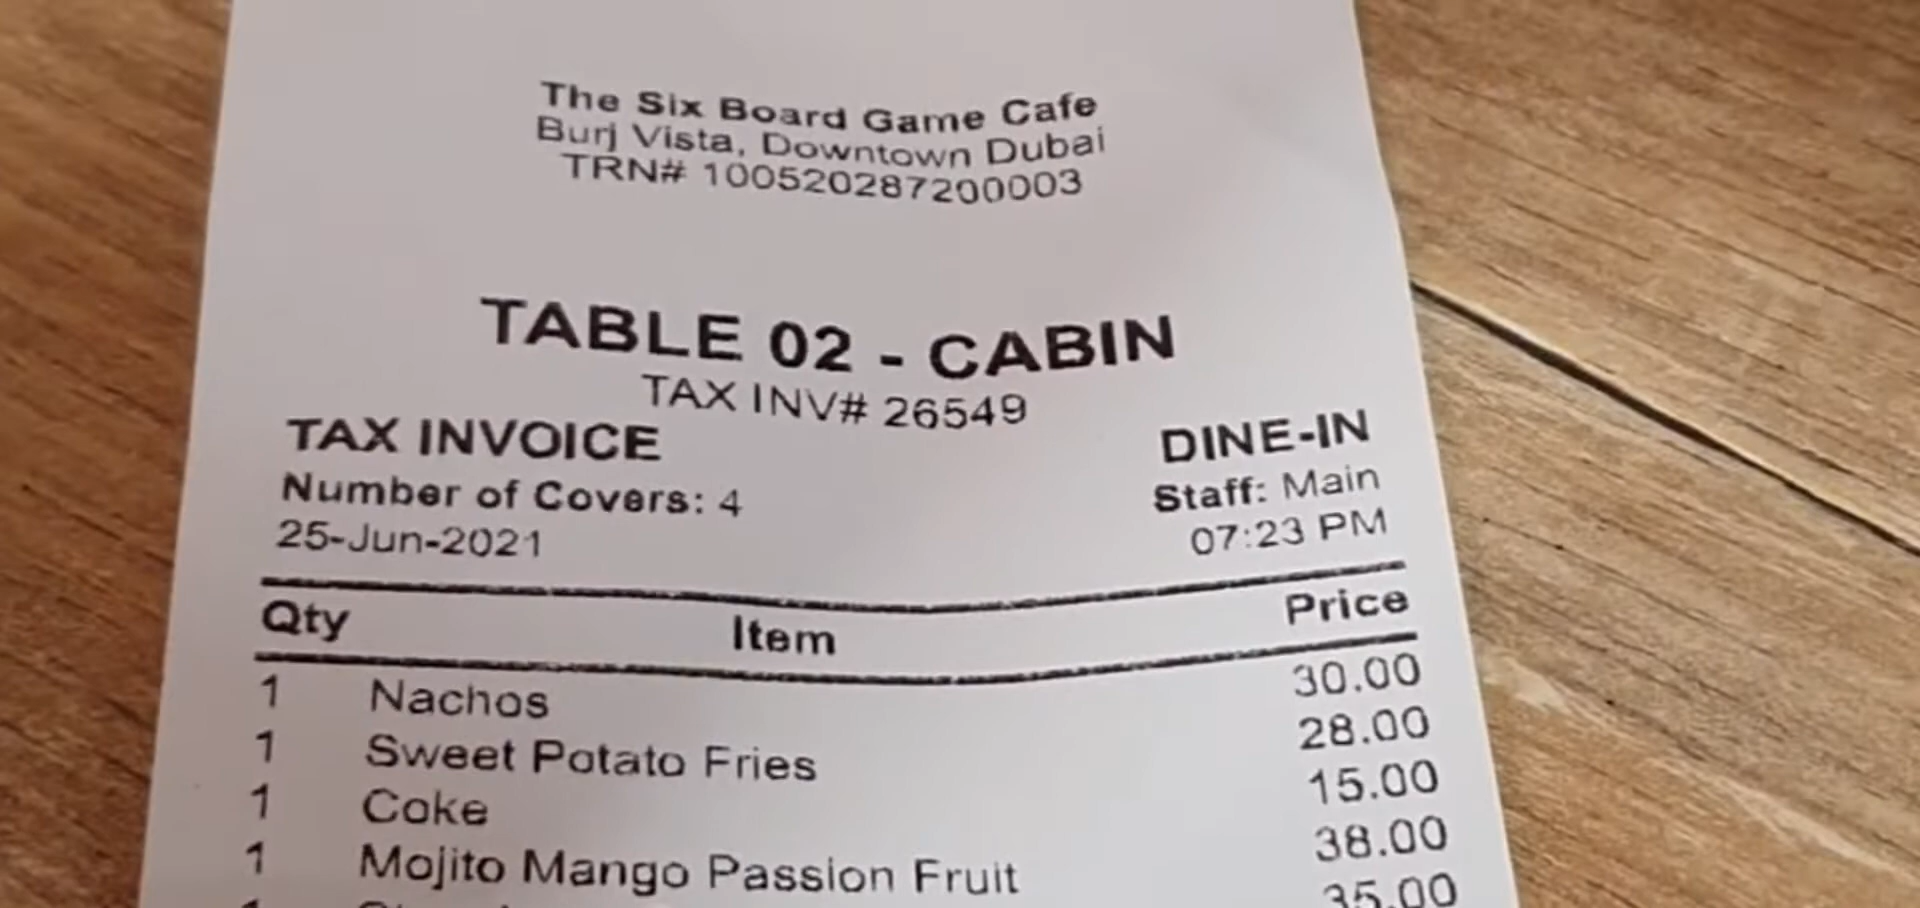 The Six Board Game Cafe
Burj Vista, Downtown Dubai
TRN# 100520287200003
TABLE 02 - CABIN
TAX INV# 26549
TAX INVOICE DINE-IN
Number of Covers: 4 Staff: Main
25-Jun-2021 07:23 PM
Qty Item Price
1 Nachos 30.00
1 Sweet Potato Fries 28.00
1 Coke 15.00
1 Mojito Mango Passion Fruit 38.00
1 35.00